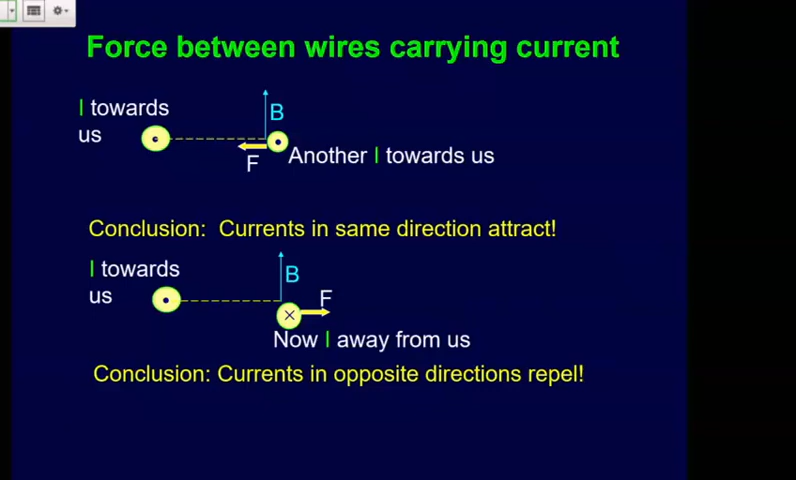 Force between wires carrying current
I towards
us
B
F
Another I towards us
Conclusion: Currents in same direction attract!
I towards
us
B
F
Now I away from us
Conclusion: Currents in opposite directions repel!